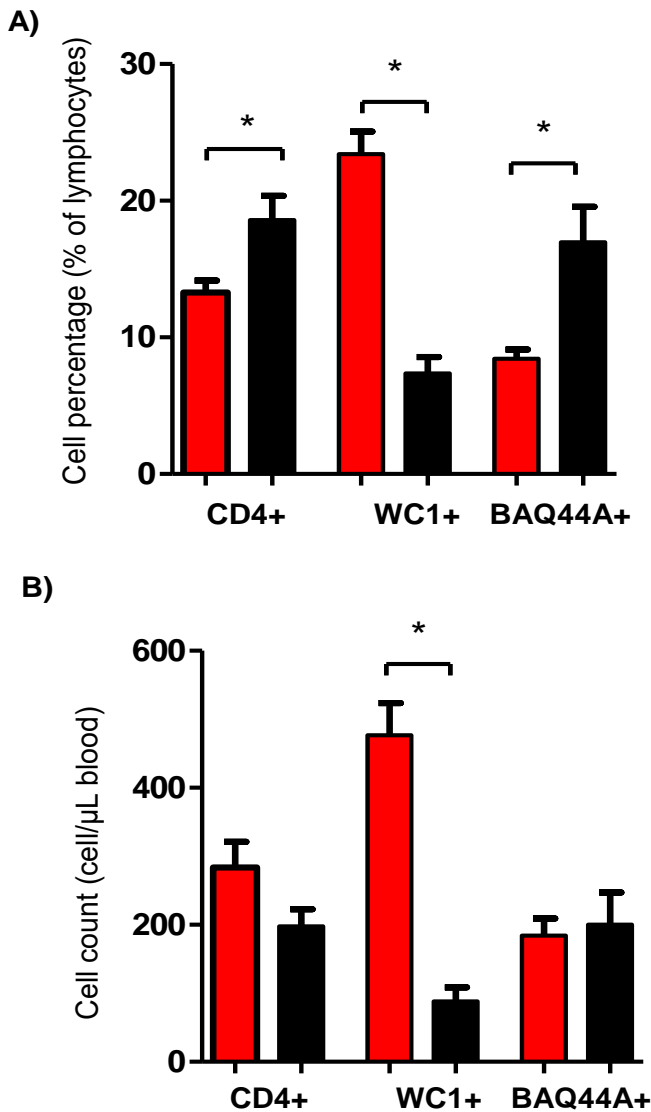 A)
Cell percentage (% of lymphocytes)
30
20
10
0
*
*
*
CD4+ WC1+ BAQ44A+
B)
Cell count (cell/µL blood)
600
400
200
0
*
CD4+ WC1+ BAQ44A+